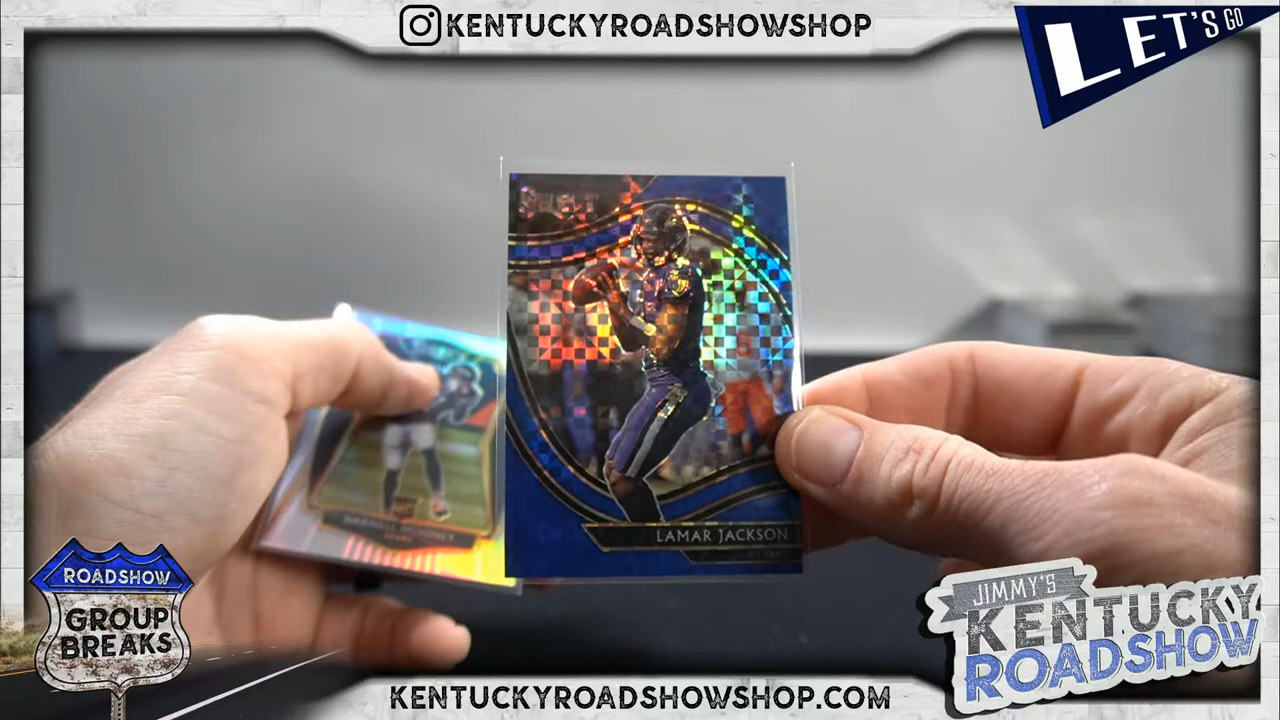 KENTUCKYROADSHOWSHOP
LET'S GO
SELECT
LAMAR JACKSON
ROADSHOW
GROUP
BREAKS
JIMMY'S
KENTUCKY
ROADSHOW
KENTUCKYROADSHOWSHOP.COM